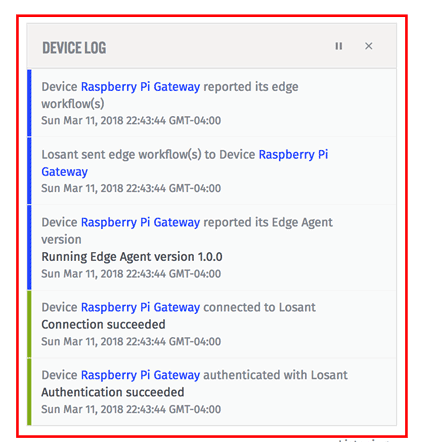 DEVICE LOG
Device Raspberry Pi Gateway reported its edge
workflow(s)
Sun Mar 11, 2018 22:43:44 GMT-04:00
Losant sent edge workflow(s) to Device Raspberry Pi
Gateway
Sun Mar 11, 2018 22:43:44 GMT-04:00
Device Raspberry Pi Gateway reported its Edge Agent
version
Running Edge Agent version 1.0.0
Sun Mar 11, 2018 22:43:44 GMT-04:00
Device Raspberry Pi Gateway connected to Losant
Connection succeeded
Sun Mar 11, 2018 22:43:44 GMT-04:00
Device Raspberry Pi Gateway authenticated with Losant
Authentication succeeded
Sun Mar 11, 2018 22:43:44 GMT-04:00